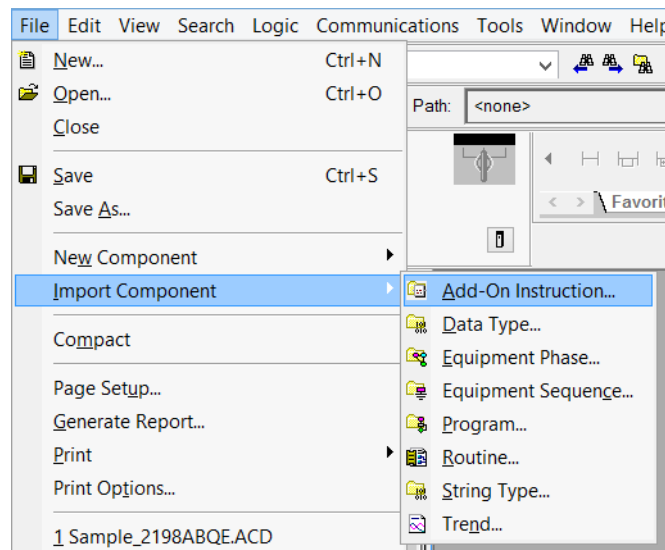 File Edit View Search Logic Communications Tools Window Help
New... Ctrl+N
Open... Ctrl+O
Close
Save Ctrl+S
Save As...
New Component
Import Component
Compact
Page Setup...
Generate Report...
Print
Print Options...
1 Sample_2198ABQE.ACD
Path: <none>
Favorit
Add-On Instruction...
Data Type...
Equipment Phase...
Equipment Sequence...
Program...
Routine...
String Type...
Trend...